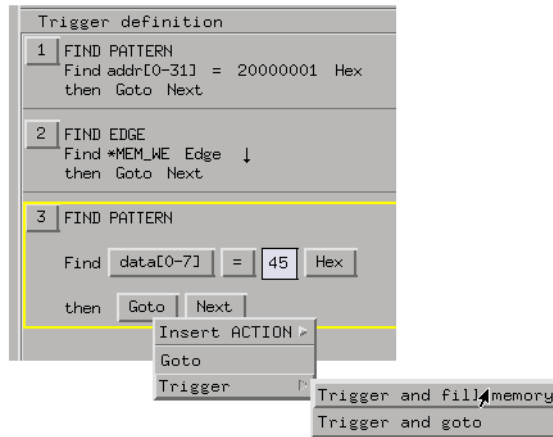 Trigger definition
1 FIND PATTERN
Find addr[0-31] = 20000001 Hex
then Goto Next
2 FIND EDGE
Find *MEM_WE Edge ↓
then Goto Next
3 FIND PATTERN
Find data[0-7] = 45 Hex
then Goto Next
Insert ACTION
Goto
Trigger
Trigger and fill memory
Trigger and goto